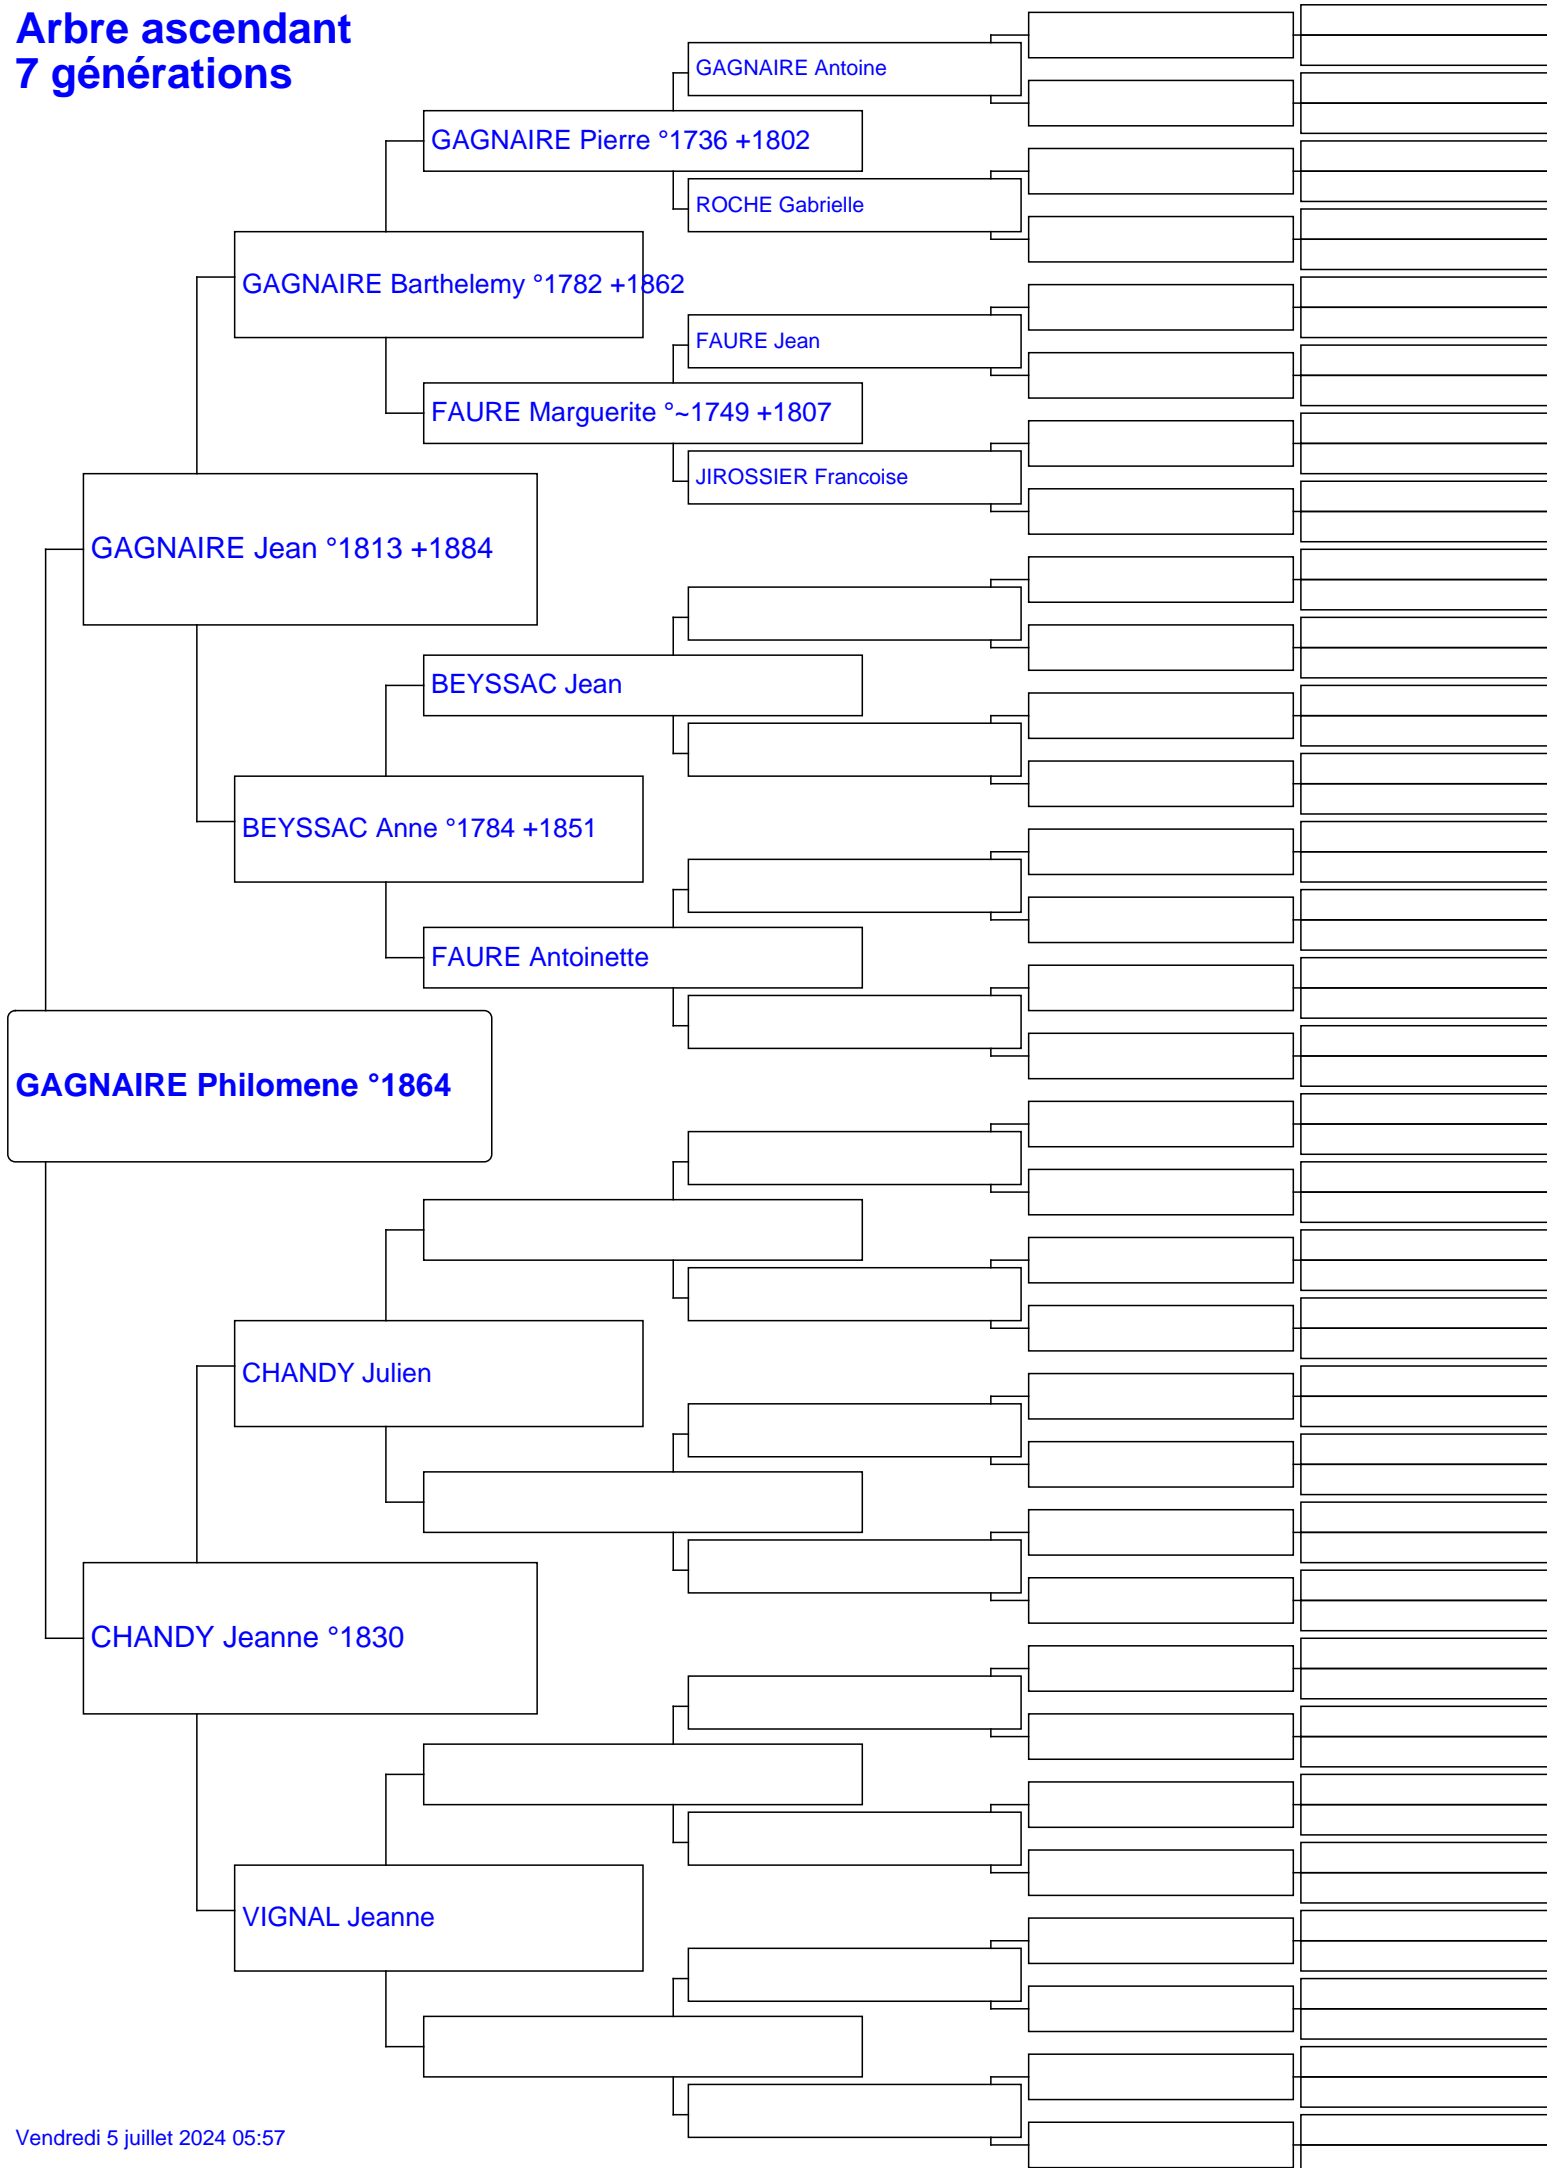 Arbre ascendant
7 générations
GAGNAIRE Antoine
GAGNAIRE Pierre °1736 +1802
ROCHE Gabrielle
GAGNAIRE Barthelemy °1782 +1862
FAURE Jean
FAURE Marguerite °~1749 +1807
JIROSSIER Francoise
GAGNAIRE Jean °1813 +1884
BEYSSAC Jean
BEYSSAC Anne °1784 +1851
FAURE Antoinette
GAGNAIRE Philomene °1864
CHANDY Julien
CHANDY Jeanne °1830
VIGNAL Jeanne
Vendredi 5 juillet 2024 05:57